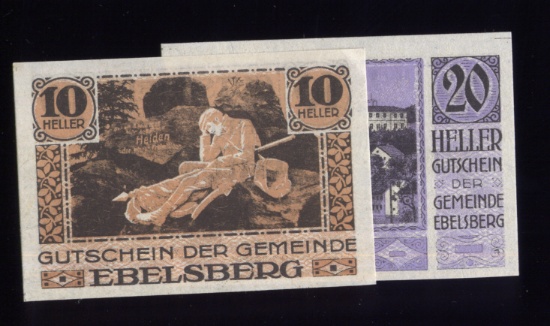 10
HELLER
10
HELLER
Helden
GUTSCHEIN DER GEMEINDE
EBELSBERG
20
HELLER
GUTSCHEIN
DER
GEMEINDE
EBELSBERG